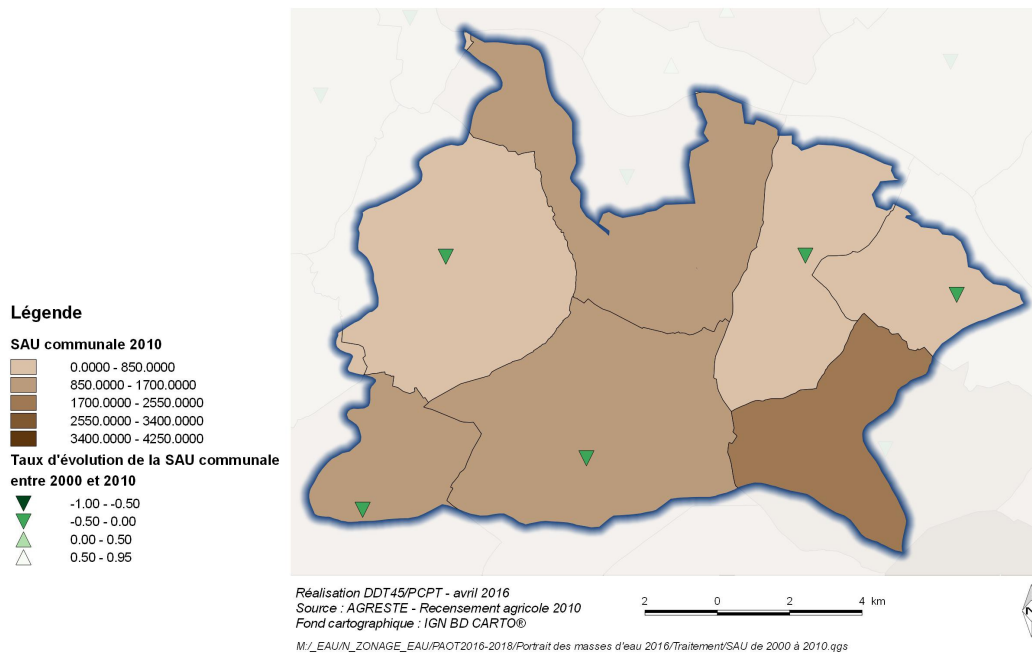 Légende
SAU communale 2010
0.0000 - 850.0000
850.0000 - 1700.0000
1700.0000 - 2550.0000
2550.0000 - 3400.0000
3400.0000 - 4250.0000
Taux d'évolution de la SAU communale
entre 2000 et 2010
-1.00 - -0.50
-0.50 - 0.00
0.00 - 0.50
0.50 - 0.95
Réalisation DDT45/PCPT - avril 2016
Source : AGRESTE - Recensement agricole 2010
Fond cartographique : IGN BD CARTO®
2 0 2 4 km
N
M:/_EAU/N_ZONAGE_EAU/PAOT2016-2018/Portrait des masses d'eau 2016/Traitement/SAU de 2000 à 2010.qgs